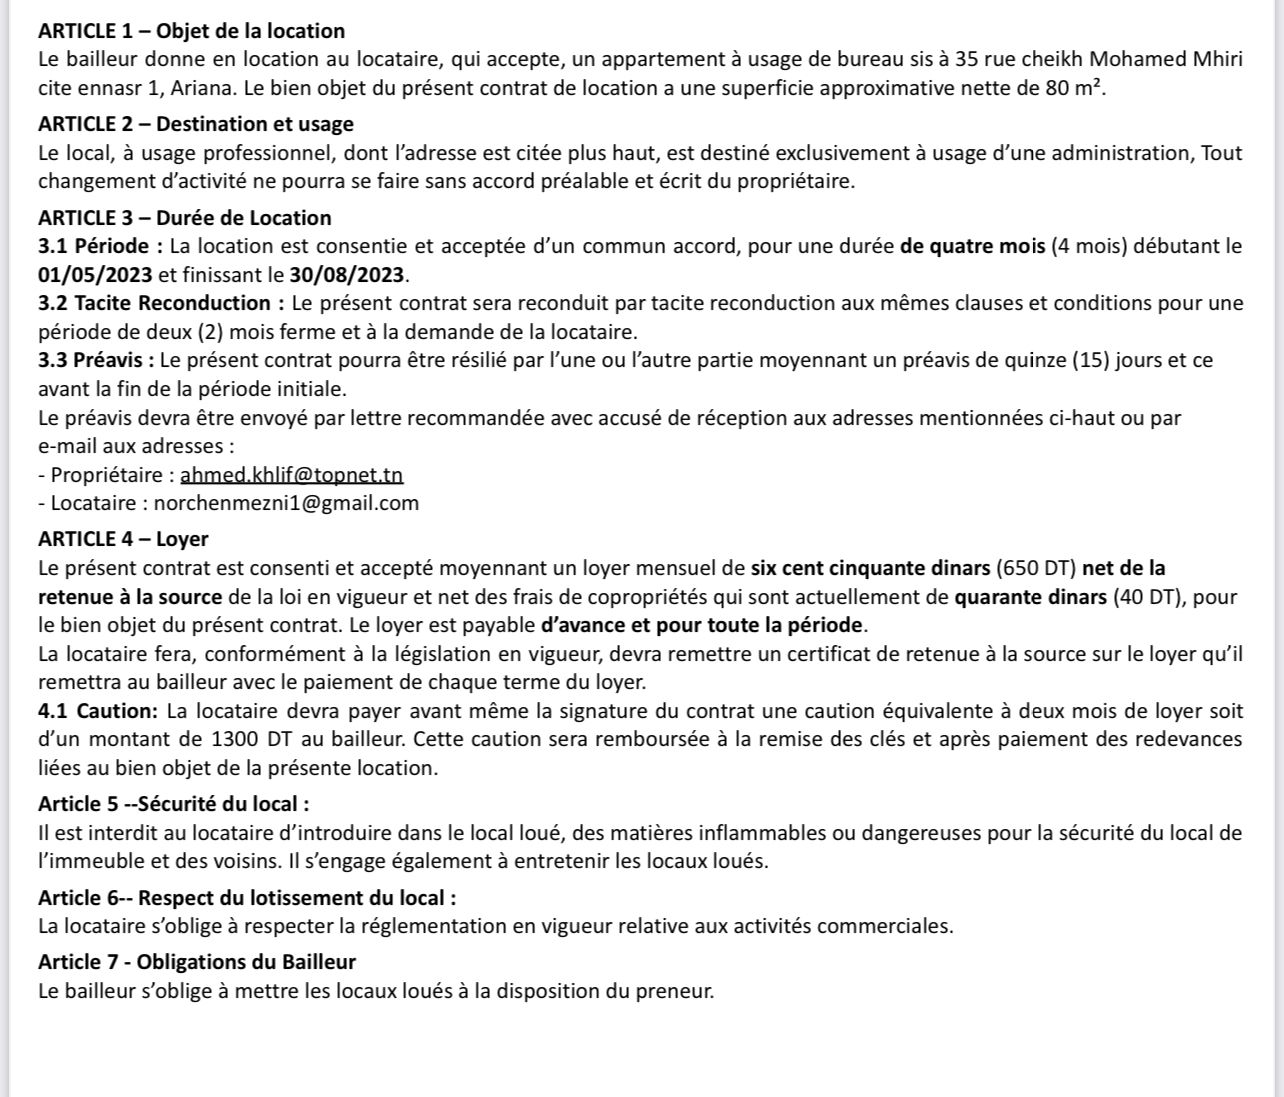 ARTICLE 1 – Objet de la location
Le bailleur donne en location au locataire, qui accepte, un appartement à usage de bureau sis à 35 rue cheikh Mohamed Mhiri
cite ennasr 1, Ariana. Le bien objet du présent contrat de location a une superficie approximative nette de 80 m².
ARTICLE 2 – Destination et usage
Le local, à usage professionnel, dont l’adresse est citée plus haut, est destiné exclusivement à usage d’une administration, Tout
changement d’activité ne pourra se faire sans accord préalable et écrit du propriétaire.
ARTICLE 3 – Durée de Location
3.1 Période : La location est consentie et acceptée d’un commun accord, pour une durée de quatre mois (4 mois) débutant le
01/05/2023 et finissant le 30/08/2023.
3.2 Tacite Reconduction : Le présent contrat sera reconduit par tacite reconduction aux mêmes clauses et conditions pour une
période de deux (2) mois ferme et à la demande de la locataire.
3.3 Préavis : Le présent contrat pourra être résilié par l’une ou l’autre partie moyennant un préavis de quinze (15) jours et ce
avant la fin de la période initiale.
Le préavis devra être envoyé par lettre recommandée avec accusé de réception aux adresses mentionnées ci-haut ou par
e-mail aux adresses :
- Propriétaire : ahmed.khlif@topnet.tn
- Locataire : norchenmezni1@gmail.com
ARTICLE 4 – Loyer
Le présent contrat est consenti et accepté moyennant un loyer mensuel de six cent cinquante dinars (650 DT) net de la
retenue à la source de la loi en vigueur et net des frais de copropriétés qui sont actuellement de quarante dinars (40 DT), pour
le bien objet du présent contrat. Le loyer est payable d’avance et pour toute la période.
La locataire fera, conformément à la législation en vigueur, devra remettre un certificat de retenue à la source sur le loyer qu’il
remettra au bailleur avec le paiement de chaque terme du loyer.
4.1 Caution: La locataire devra payer avant même la signature du contrat une caution équivalente à deux mois de loyer soit
d’un montant de 1300 DT au bailleur. Cette caution sera remboursée à la remise des clés et après paiement des redevances
liées au bien objet de la présente location.
Article 5 --Sécurité du local :
Il est interdit au locataire d’introduire dans le local loué, des matières inflammables ou dangereuses pour la sécurité du local de
l’immeuble et des voisins. Il s’engage également à entretenir les locaux loués.
Article 6-- Respect du lotissement du local :
La locataire s’oblige à respecter la réglementation en vigueur relative aux activités commerciales.
Article 7 - Obligations du Bailleur
Le bailleur s’oblige à mettre les locaux loués à la disposition du preneur.